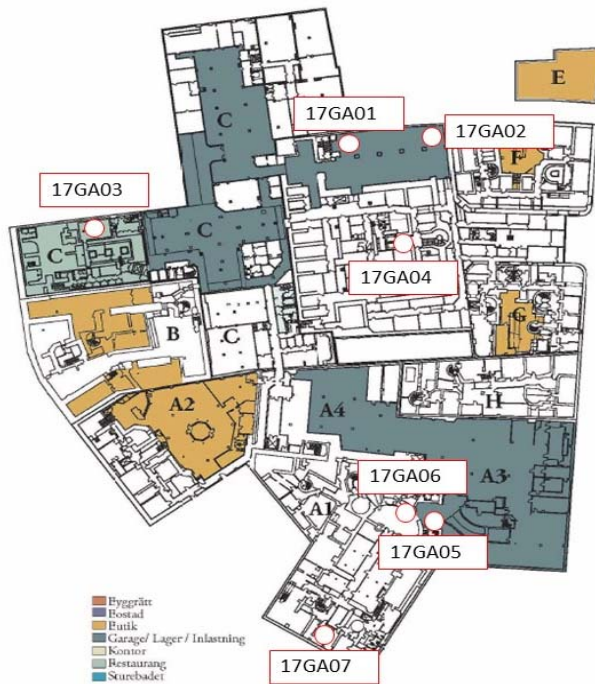 E
17GA01
17GA02
C
F
17GA03
C
C
17GA04
G
B
C
A2
A4
H
17GA06
A3
A1
17GA05
Byggrätt
Bostad
Butik
Garage/ Lager / Inlastning
Kontor
Restaurang
Sturebadet
17GA07